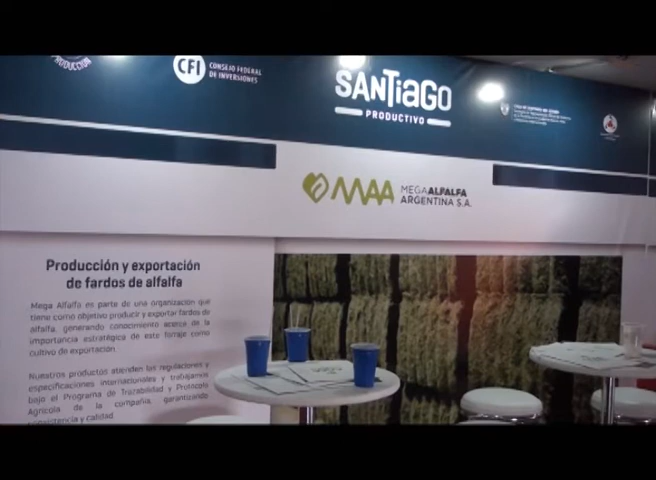 PRODUCCIÓN
CFI CONSEJO FEDERAL
DE INVERSIONES
SANTIAGO
PRODUCTIVO
MAA MEGAALFALFA
ARGENTINA S.A.
Producción y exportación
de fardos de alfalfa
Mega Alfalfa es parte de una organización que
tiene como objetivo producir y exportar fardos de
alfalfa, generando conocimiento acerca de la
importancia estratégica de este forraje como
cultivo de exportación.
Nuestros productos atienden las regulaciones y
especificaciones internacionales y trabajamos
bajo el Programa de Trazabilidad y Protocolo
Agrícola de la compañía, garantizando
consistencia y calidad